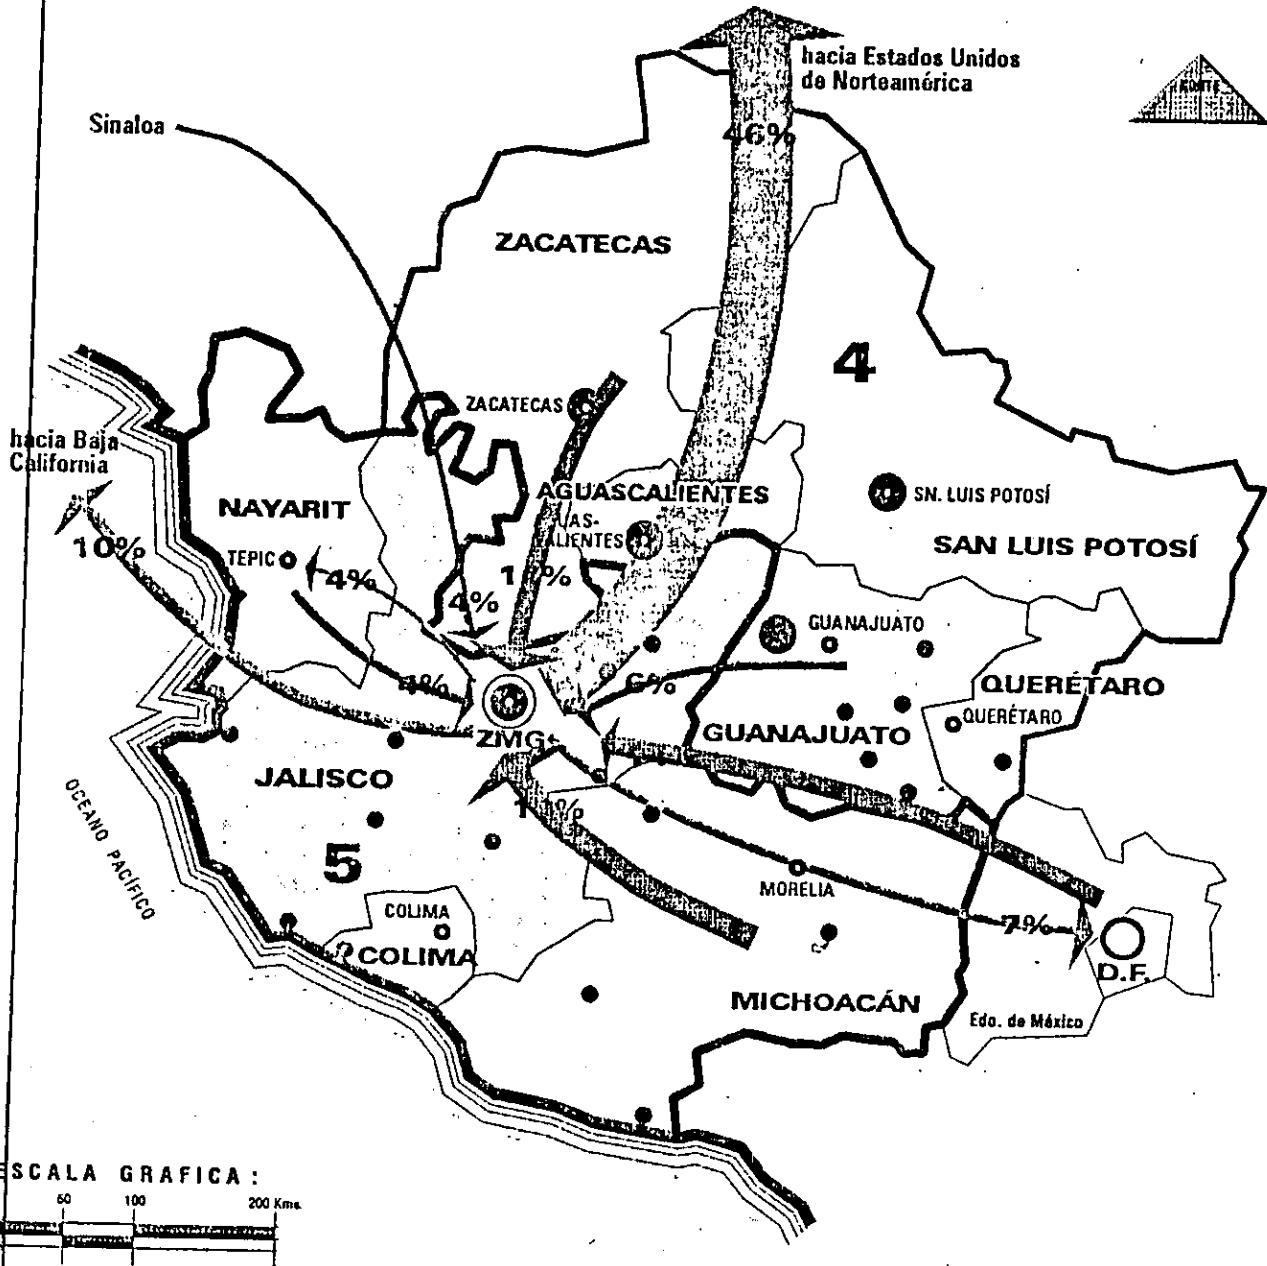 hacia Estados Unidos
de Norteamérica
NORTE
Sinaloa
46%
ZACATECAS
4
ZACATECAS
hacia Baja
California
NAYARIT
AGUASCALIENTES
SN. LUIS POTOSÍ
10%
TEPIC
4%
4%
SAN LUIS POTOSÍ
GUANAJUATO
4%
6%
QUERÉTARO
QUERÉTARO
ZMG
GUANAJUATO
JALISCO
OCEANO PACÍFICO
5
MORELIA
COLIMA
7%
COLIMA
D.F.
MICHOACÁN
Edo. de México
ESCALA GRAFICA:
50 100 200 Kms.